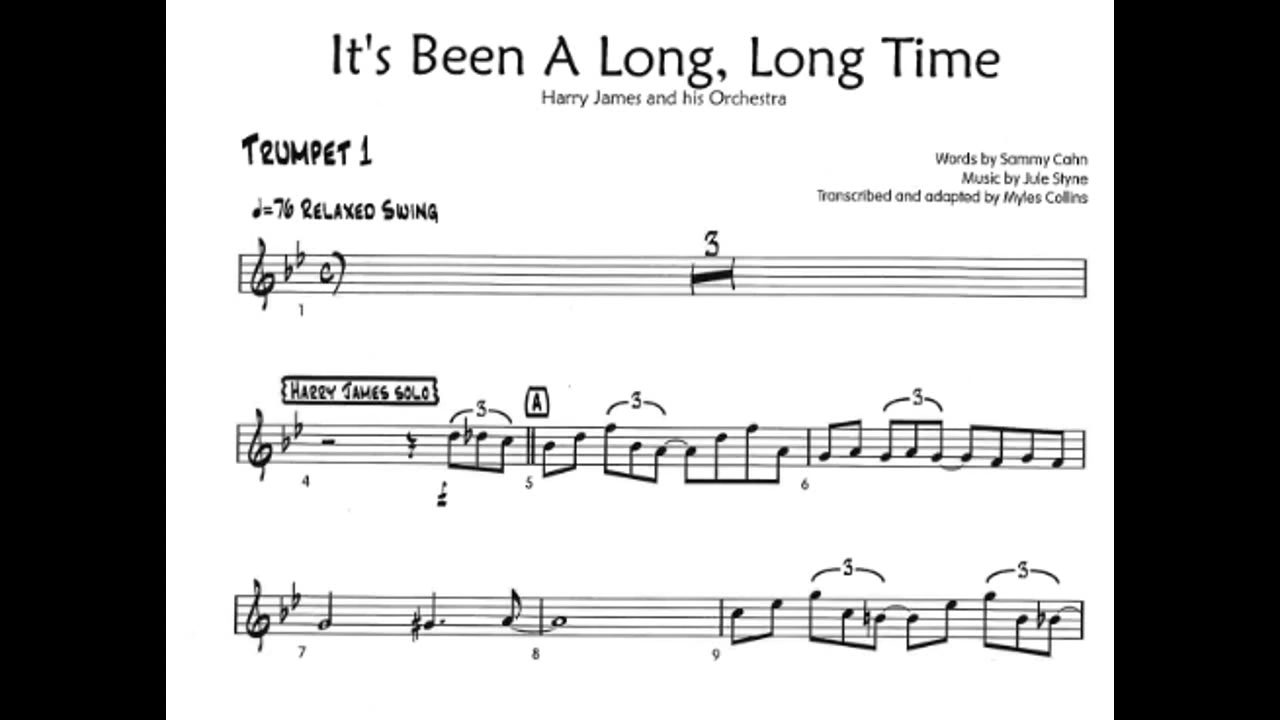 It's Been A Long, Long Time
Harry James and his Orchestra
TRUMPET 1
Words by Sammy Cahn
Music by Jule Styne
Transcribed and adapted by Myles Collins
♩=76 RELAXED SWING
3
1
HARRY JAMES SOLO
3 A 3 3
4 5 6
f
3 3
7 8 9